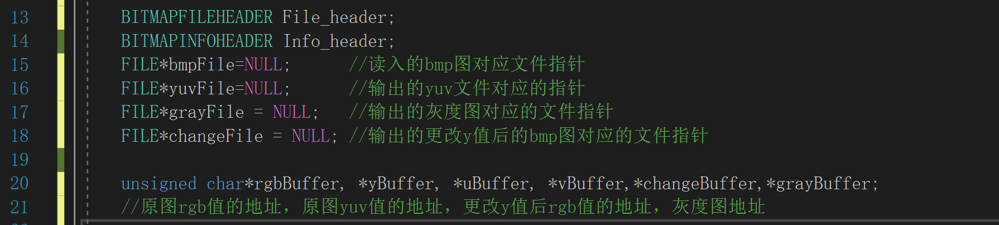 13 BITMAPFILEHEADER File_header;
14 BITMAPINFOHEADER Info_header;
15 FILE*bmpFile=NULL; //读入的bmp图对应文件指针
16 FILE*yuvFile=NULL; //输出的yuv文件对应的指针
17 FILE*grayFile = NULL; //输出的灰度图对应的文件指针
18 FILE*changeFile = NULL; //输出的更改y值后的bmp图对应的文件指针
19
20 unsigned char*rgbBuffer, *yBuffer, *uBuffer, *vBuffer,*changeBuffer,*grayBuffer;
21 //原图rgb值的地址，原图yuv值的地址，更改y值后rgb值的地址，灰度图地址